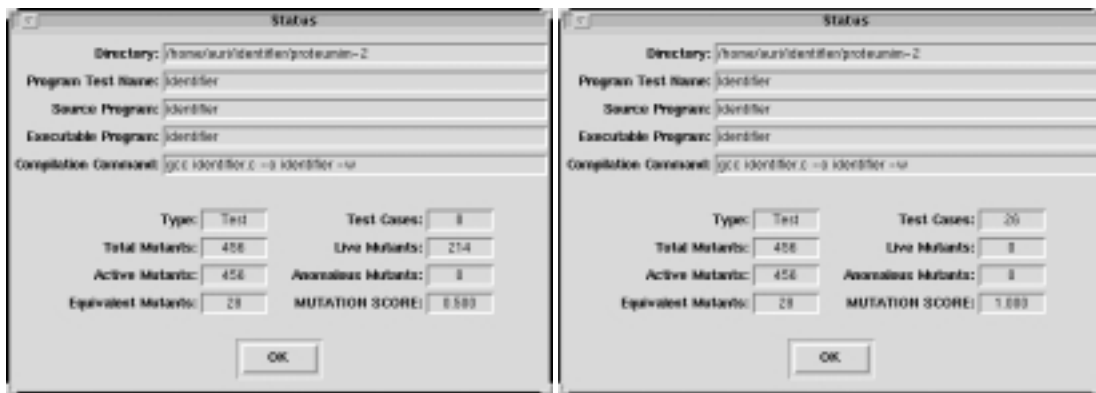 Status
Directory: /home/auri/identifier/proteumim-2
Program Test Name: identifier
Source Program: identifier
Executable Program: identifier
Compilation Command: gcc identifier.c -o identifier -w
Type: Test Test Cases:
Total Mutants: 456 Live Mutants: 214
Active Mutants: 456 Anomalous Mutants: 0
Equivalent Mutants: 28 MUTATION SCORE: 0.500
OK
Status
Directory: /home/auri/identifier/proteumim-2
Program Test Name: identifier
Source Program: identifier
Executable Program: identifier
Compilation Command: gcc identifier.c -o identifier -w
Type: Test Test Cases: 26
Total Mutants: 456 Live Mutants: 0
Active Mutants: 456 Anomalous Mutants: 0
Equivalent Mutants: 28 MUTATION SCORE: 1.000
OK